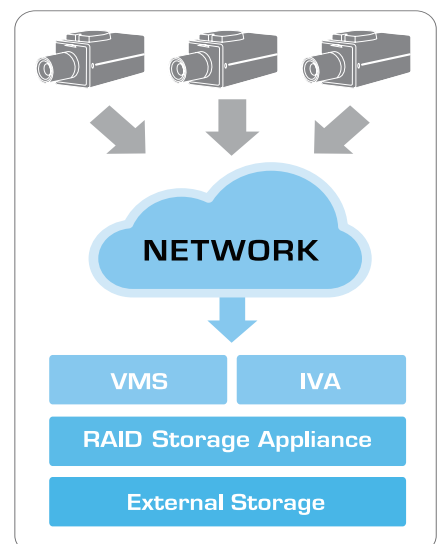 NETWORK
VMS
IVA
RAID Storage Appliance
External Storage